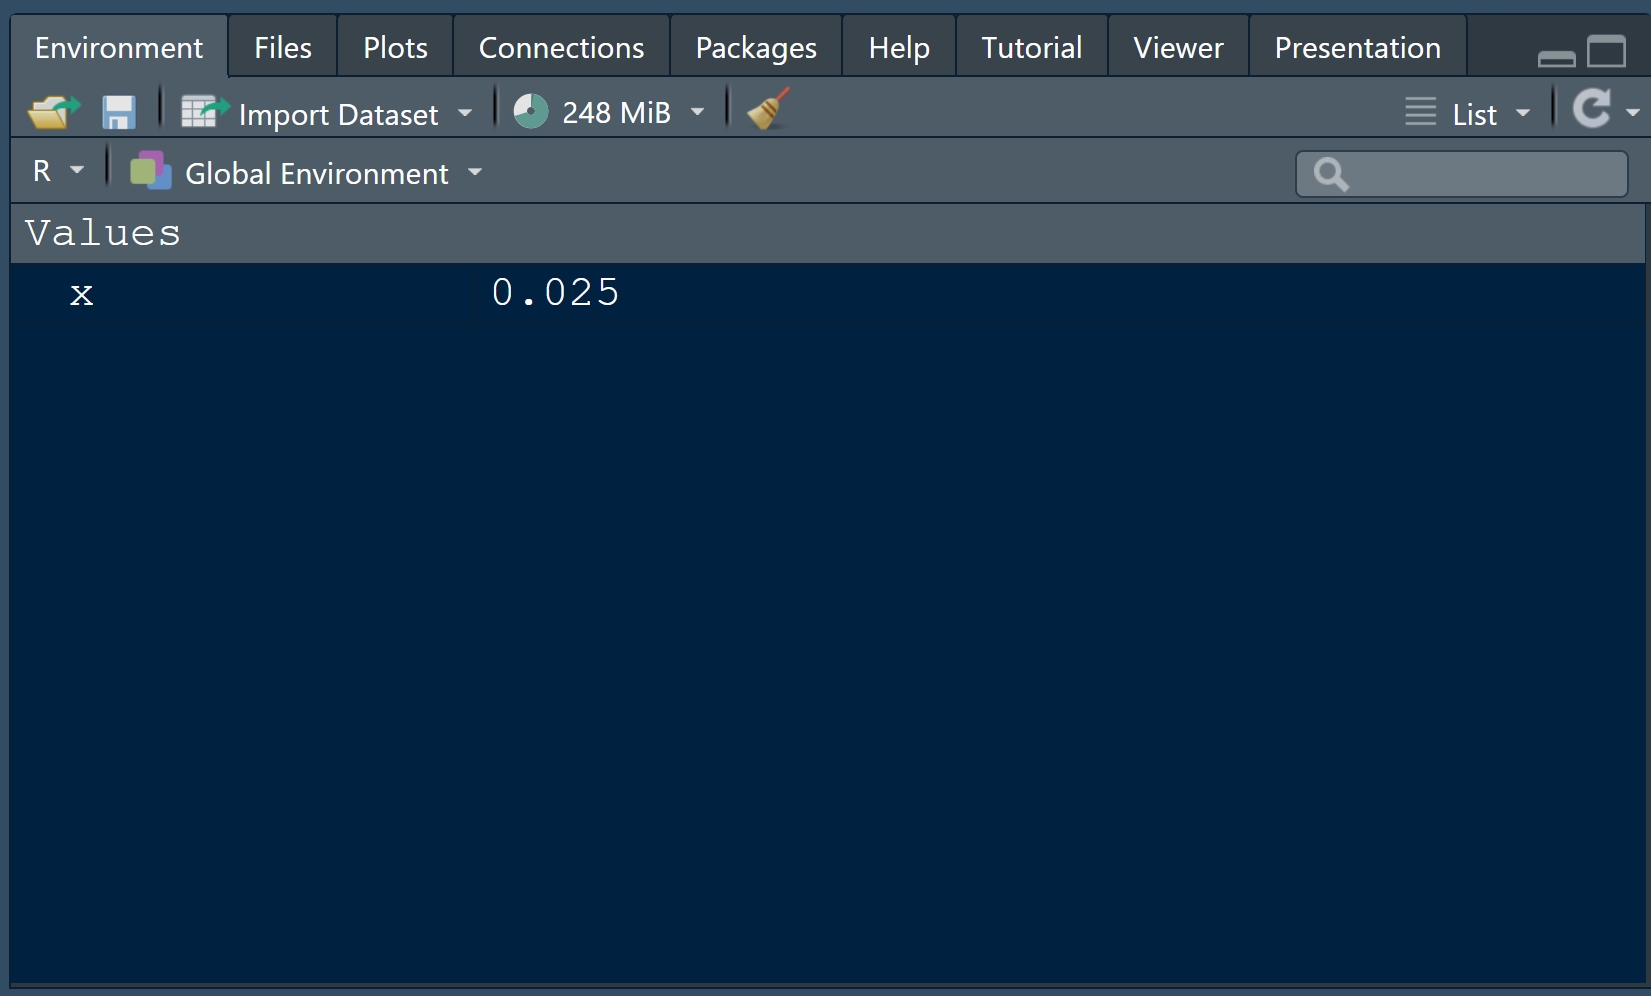 Environment Files Plots Connections Packages Help Tutorial Viewer Presentation
Import Dataset 248 MiB List
R Global Environment
Values
x 0.025